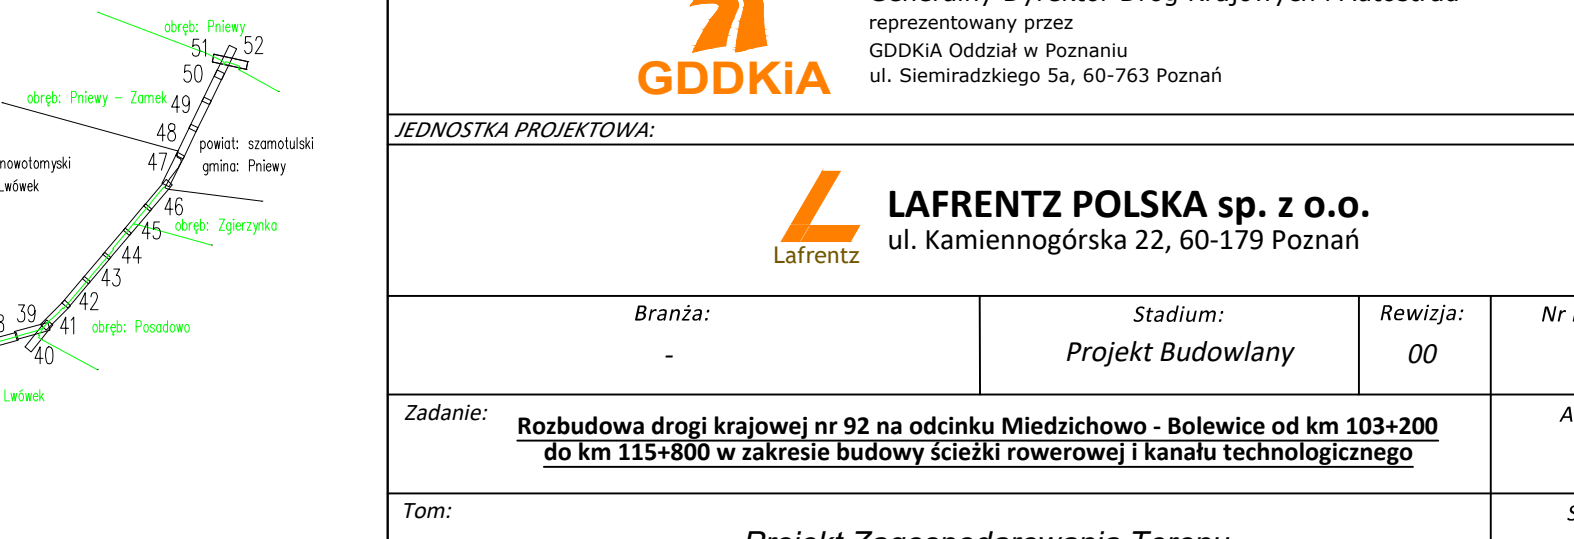 obręb: Pniewy
51 52
50
obręb: Pniewy – Zamek 49
48
powiat: szamotulski
47
gmina: Pniewy
nowotomyski
Lwówek
46
45 obręb: Zgierzynka
44
43
42
39
41 obręb: Posadowo
40
Lwówek
reprezentowany przez
GDDKiA Oddział w Poznaniu
ul. Siemiradzkiego 5a, 60-763 Poznań
GDDKiA
JEDNOSTKA PROJEKTOWA:
LAFRENTZ POLSKA sp. z o.o.
ul. Kamiennogórska 22, 60-179 Poznań
Lafrentz
Branża:
-
Stadium:
Projekt Budowlany
Rewizja:
00
Nr
Zadanie:
Rozbudowa drogi krajowej nr 92 na odcinku Miedzichowo - Bolewice od km 103+200
do km 115+800 w zakresie budowy ścieżki rowerowej i kanału technologicznego
A
Tom:
Projekt Zagospodarowania Terenu